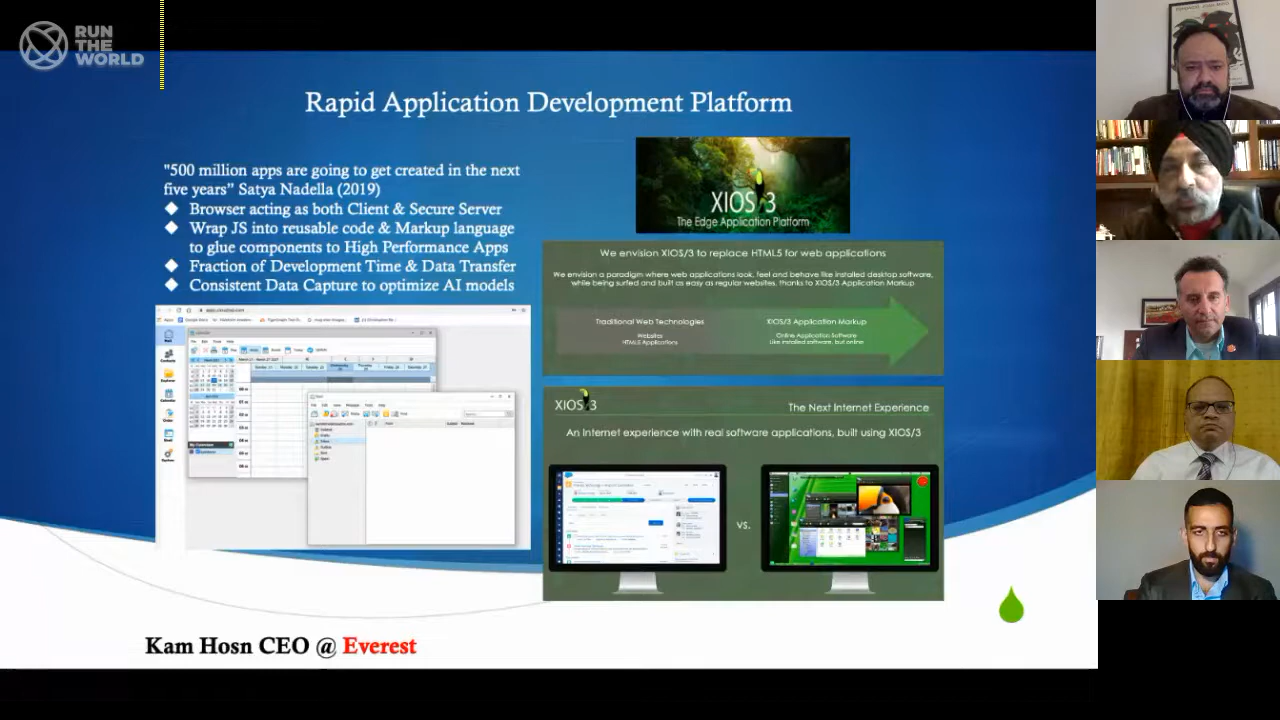 RUN
THE
WORLD
Rapid Application Development Platform
"500 million apps are going to get created in the next
five years” Satya Nadella (2019)
Browser acting as both Client & Secure Server
Wrap JS into reusable code & Markup language
to glue components to High Performance Apps
Fraction of Development Time & Data Transfer
Consistent Data Capture to optimize AI models
XIOS/3
The Edge Application Platform
We envision XIOS/3 to replace HTML5 for web applications
We envision a paradigm where web applications look, feel and behave like installed desktop software,
while being surfed and built as easy as regular websites, thanks to XIOS/3 Application Markup
Traditional Web Technologies
Websites
HTML5 Applications
XIOS/3 Application Markup
Online Application Software
Like installed software, but online
XIOS/3
The Next Internet Experience
An Internet experience with real software applications, built using XIOS/3
VS.
Kam Hosn CEO @ Everest